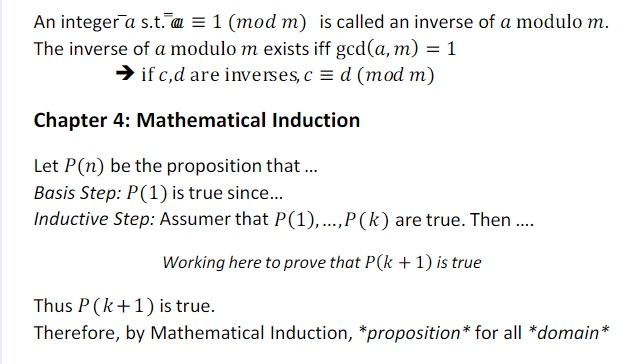 An integer ā s.t. āa ≡ 1 (mod m) is called an inverse of a modulo m.
The inverse of a modulo m exists iff gcd(a, m) = 1
➔ if c,d are inverses, c ≡ d (mod m)
Chapter 4: Mathematical Induction
Let P(n) be the proposition that ...
Basis Step: P(1) is true since...
Inductive Step: Assumer that P(1), ..., P(k) are true. Then ....
Working here to prove that P(k + 1) is true
Thus P(k+1) is true.
Therefore, by Mathematical Induction, *proposition* for all *domain*